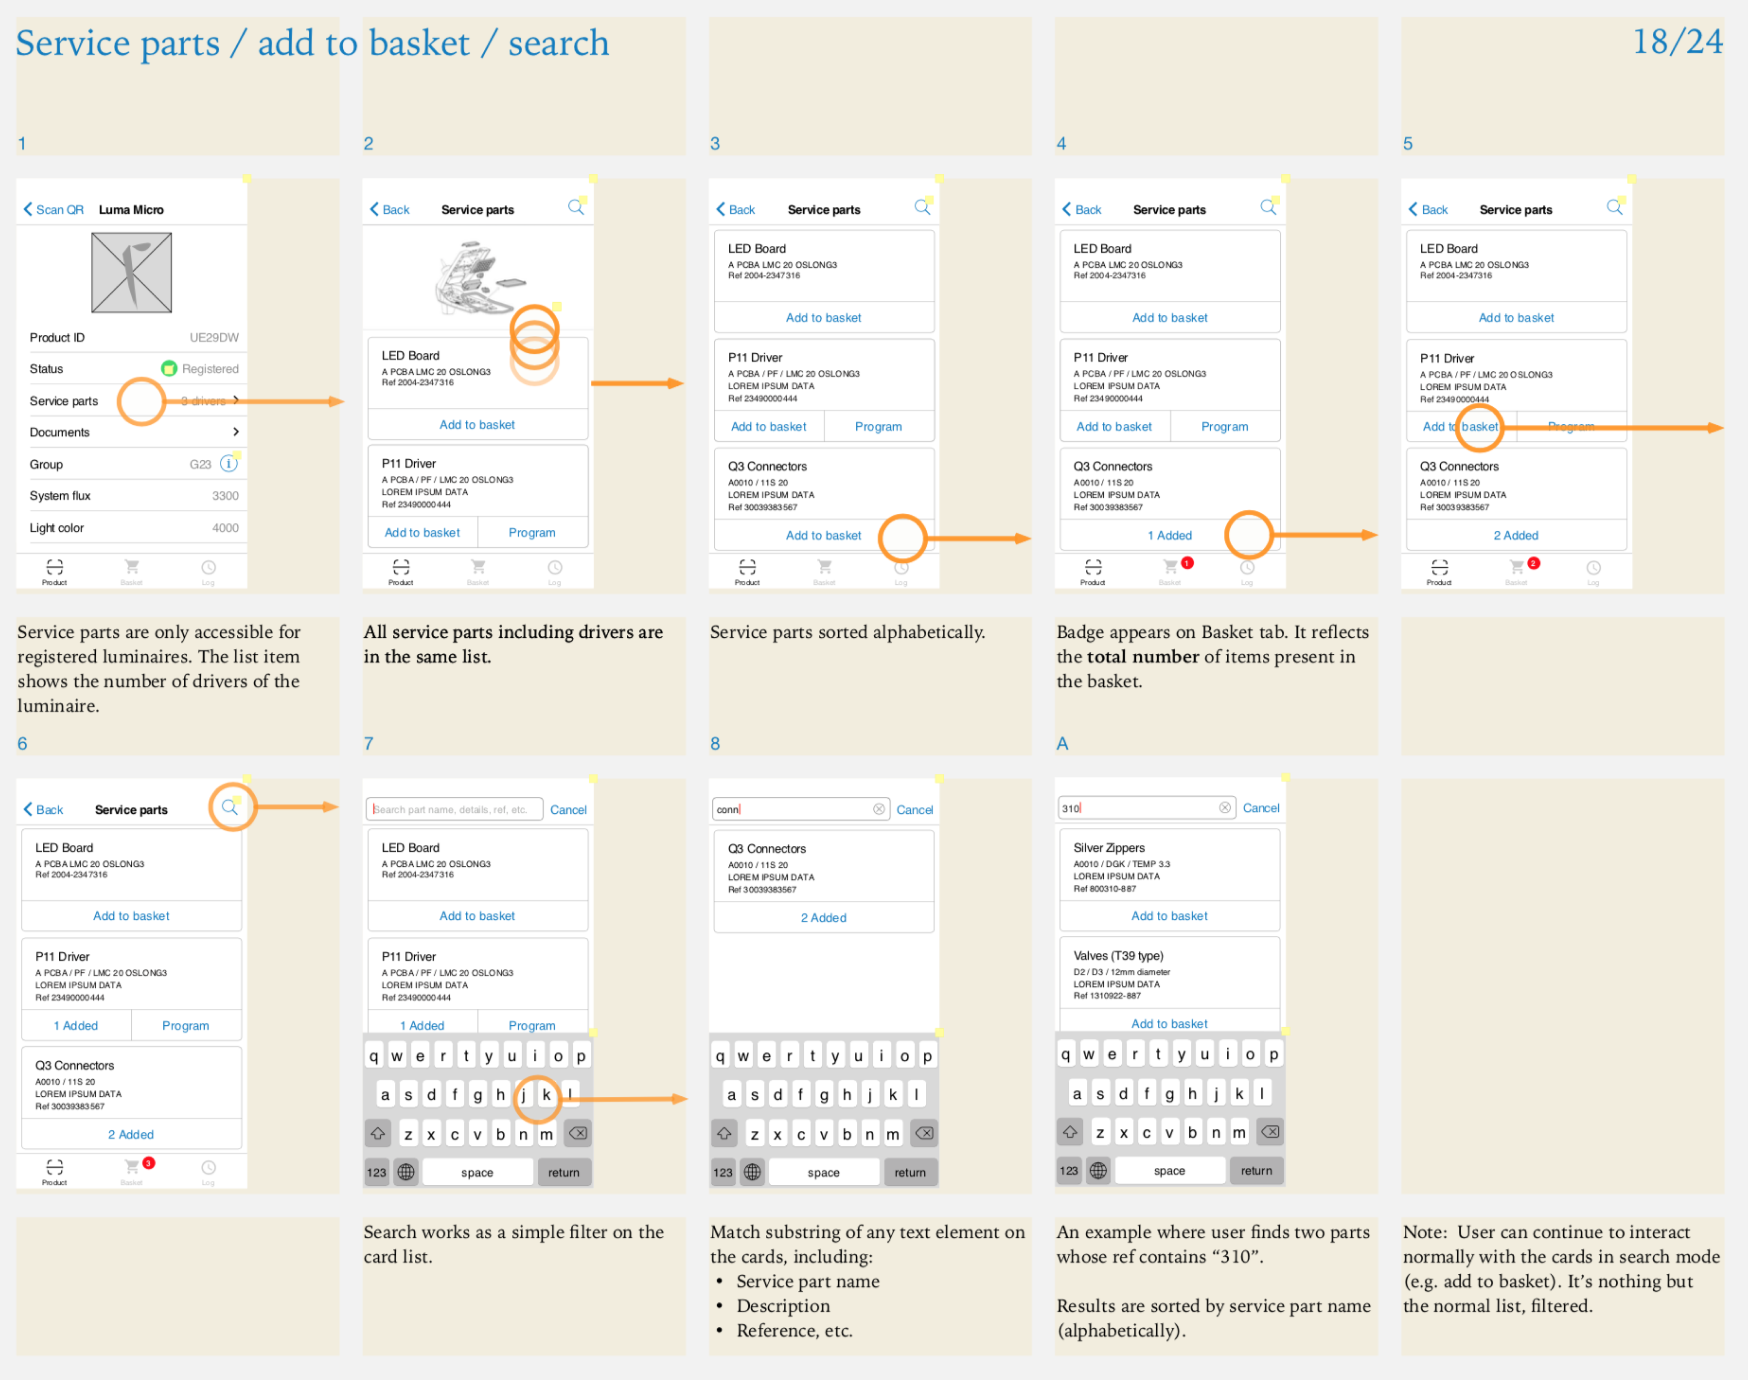 Service parts / add to basket / search
18/24
1
2
3
4
5
Scan QR Luma Micro
Product ID UE29DW
Status Registered
Service parts 3 drivers
Documents
Group G23 i
System flux 3300
Light color 4000
Product Basket Log
Back Service parts
LED Board
A PCBA LMC 20 OSLONG3
Ref 2004-2347316
Add to basket
P11 Driver
A PCBA / PF / LMC 20 OSLONG3
LOREM IPSUM DATA
Ref 23490000444
Add to basket Program
Product Basket Log
Back Service parts
LED Board
A PCBA LMC 20 OSLONG3
Ref 2004-2347316
Add to basket
P11 Driver
A PCBA / PF / LMC 20 OSLONG3
LOREM IPSUM DATA
Ref 23490000444
Add to basket Program
Q3 Connectors
A0010 / 11S 20
LOREM IPSUM DATA
Ref 30039383567
Add to basket
Product Basket Log
Back Service parts
LED Board
A PCBA LMC 20 OSLONG3
Ref 2004-2347316
Add to basket
P11 Driver
A PCBA / PF / LMC 20 OSLONG3
LOREM IPSUM DATA
Ref 23490000444
Add to basket Program
Q3 Connectors
A0010 / 11S 20
LOREM IPSUM DATA
Ref 30039383567
1 Added
1
Product Basket Log
Back Service parts
LED Board
A PCBA LMC 20 OSLONG3
Ref 2004-2347316
Add to basket
P11 Driver
A PCBA / PF / LMC 20 OSLONG3
LOREM IPSUM DATA
Ref 23490000444
Add to basket Program
Q3 Connectors
A0010 / 11S 20
LOREM IPSUM DATA
Ref 30039383567
2 Added
2
Product Basket Log
Service parts are only accessible for
registered luminaires. The list item
shows the number of drivers of the
luminaire.
All service parts including drivers are
in the same list.
Service parts sorted alphabetically.
Badge appears on Basket tab. It reflects
the total number of items present in
the basket.
6
7
8
A
Back Service parts
LED Board
A PCBA LMC 20 OSLONG3
Ref 2004-2347316
Add to basket
P11 Driver
A PCBA / PF / LMC 20 OSLONG3
LOREM IPSUM DATA
Ref 23490000444
1 Added Program
Q3 Connectors
A0010 / 11S 20
LOREM IPSUM DATA
Ref 30039383567
2 Added
3
Product Basket Log
Search part name, details, ref, etc. Cancel
LED Board
A PCBA LMC 20 OSLONG3
Ref 2004-2347316
Add to basket
P11 Driver
A PCBA / PF / LMC 20 OSLONG3
LOREM IPSUM DATA
Ref 23490000444
1 Added Program
q w e r t y u i o p
a s d f g h j k l
z x c v b n m
123 space return
conn Cancel
Q3 Connectors
A0010 / 11S 20
LOREM IPSUM DATA
Ref 30039383567
2 Added
q w e r t y u i o p
a s d f g h j k l
z x c v b n m
123 space return
310 Cancel
Silver Zippers
A0010 / DGK / TEMP 3.3
LOREM IPSUM DATA
Ref 800310-887
Add to basket
Valves (T39 type)
D2 / D3 / 12mm diameter
LOREM IPSUM DATA
Ref 1310922-887
Add to basket
q w e r t y u i o p
a s d f g h j k l
z x c v b n m
123 space return
Search works as a simple filter on the
card list.
Match substring of any text element on
the cards, including:
• Service part name
• Description
• Reference, etc.
An example where user finds two parts
whose ref contains “310”.
Results are sorted by service part name
(alphabetically).
Note: User can continue to interact
normally with the cards in search mode
(e.g. add to basket). It’s nothing but
the normal list, filtered.